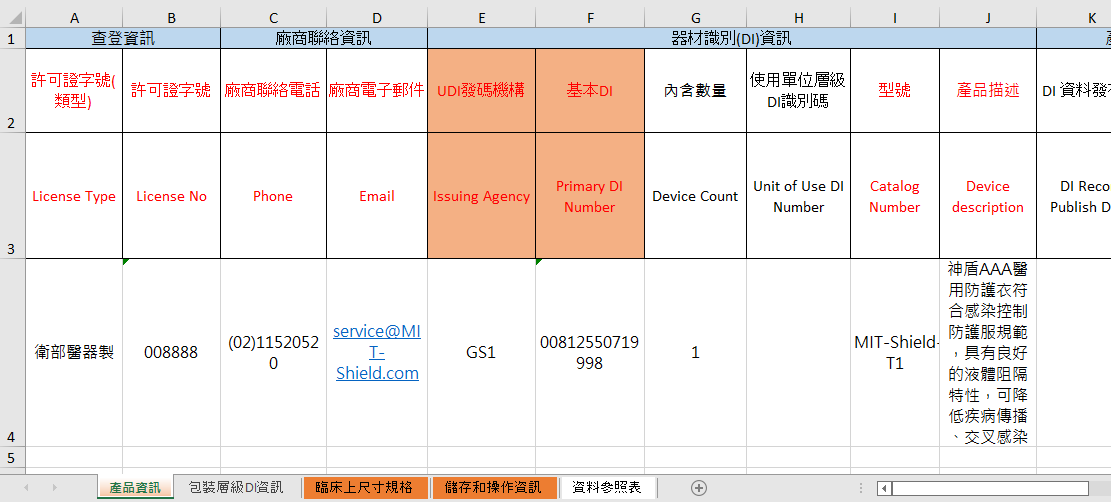 A B C D E F G H I J K
1 查登資訊 廠商聯絡資訊 器材識別(DI)資訊
2 許可證字號(
類型) 許可證字號 廠商聯絡電話 廠商電子郵件 UDI發碼機構 基本DI 內含數量 使用單位層級
DI識別碼 型號 產品描述 DI 資料發
3 License Type License No Phone Email Issuing Agency Primary DI
Number Device Count Unit of Use DI
Number Catalog
Number Device
description DI Reco
Publish D
4 衛部醫器製 008888 (02)1152052
0 service@MI
T-
Shield.com GS1 00812550719
998 1 MIT-Shield-
T1 神盾AAA醫
用防護衣符
合感染控制
防護服規範
，具有良好
的液體阻隔
特性，可降
低疾病傳播
、交叉感染
5
產品資訊 包裝層級DI資訊 臨床上尺寸規格 儲存和操作資訊 資料參照表